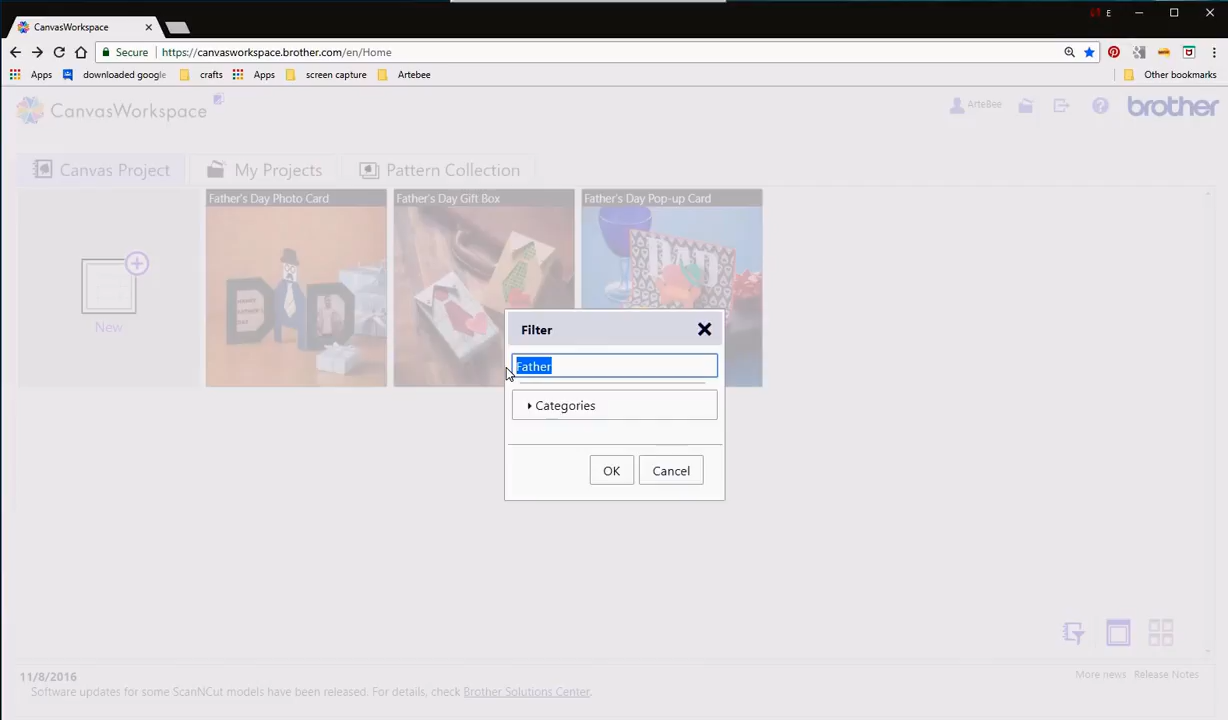 CanvasWorkspace
E
Secure
https://canvasworkspace.brother.com/en/Home
Apps
downloaded google
crafts
Apps
screen capture
Artebee
Other bookmarks
CanvasWorkspace
ArteBee
brother
Canvas Project
My Projects
Pattern Collection
Father's Day Photo Card
Father's Day Gift Box
Father's Day Pop-up Card
New
DAD
DAD
Filter
Father
Categories
OK
Cancel
11/8/2016
More news
Release Notes
Software updates for some ScanNCut models have been released. For details, check Brother Solutions Center.